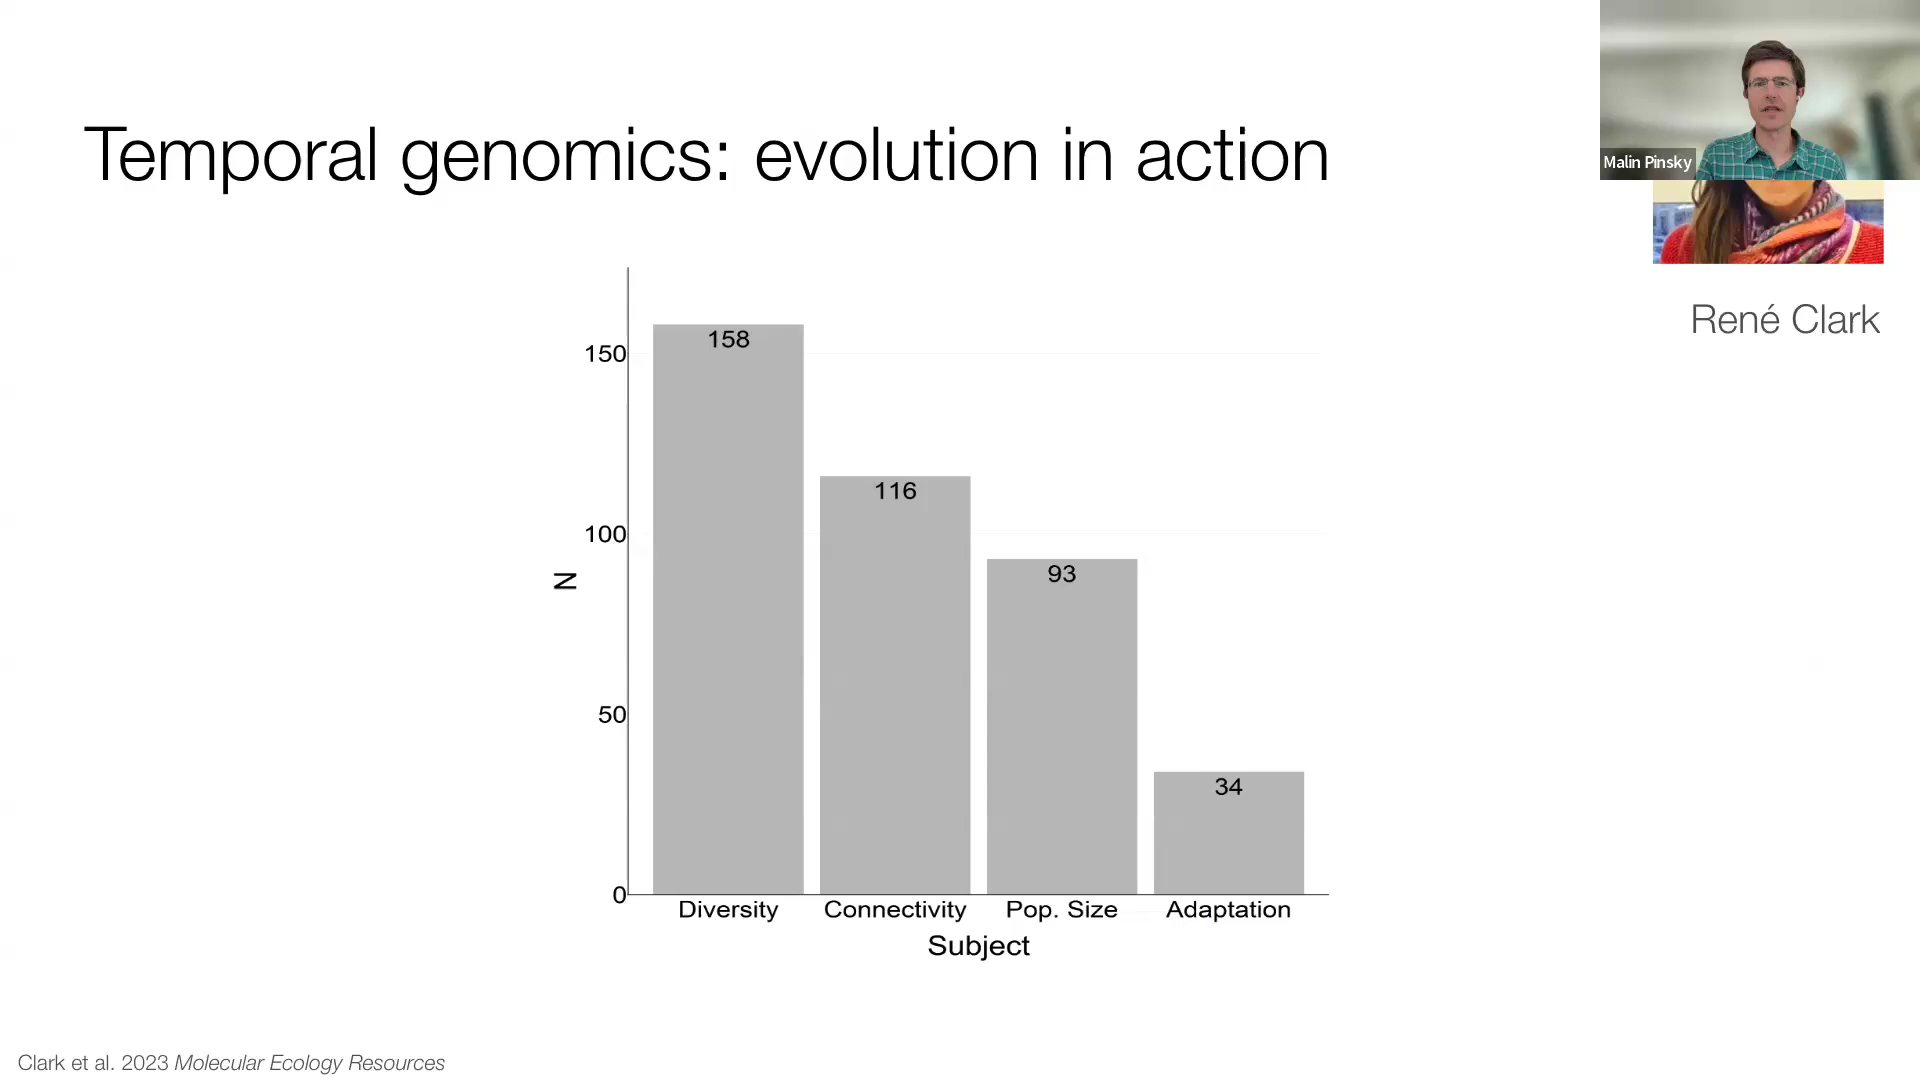 Temporal genomics: evolution in action
Malin Pinsky
René Clark
150
100
50
0
N
158
116
93
34
Diversity
Connectivity
Pop. Size
Adaptation
Subject
Clark et al. 2023 Molecular Ecology Resources